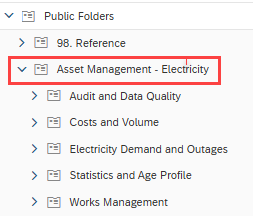 Public Folders
98. Reference
Asset Management - Electricity
Audit and Data Quality
Costs and Volume
Electricity Demand and Outages
Statistics and Age Profile
Works Management